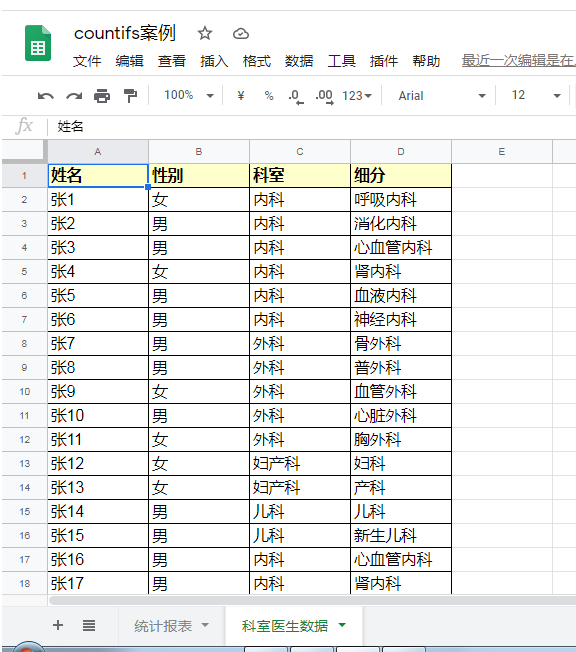 countifs案例
文件 编辑 查看 插入 格式 数据 工具 插件 帮助 最近一次编辑是在
100% ¥ % .0 .00 123 Arial 12
fx 姓名
A B C D E
1 姓名 性别 科室 细分
2 张1 女 内科 呼吸内科
3 张2 男 内科 消化内科
4 张3 男 内科 心血管内科
5 张4 女 内科 肾内科
6 张5 男 内科 血液内科
7 张6 男 内科 神经内科
8 张7 男 外科 骨外科
9 张8 男 外科 普外科
10 张9 女 外科 血管外科
11 张10 男 外科 心脏外科
12 张11 女 外科 胸外科
13 张12 女 妇产科 妇科
14 张13 女 妇产科 产科
15 张14 男 儿科 儿科
16 张15 男 儿科 新生儿科
17 张16 男 内科 心血管内科
18 张17 男 内科 肾内科
统计报表 科室医生数据